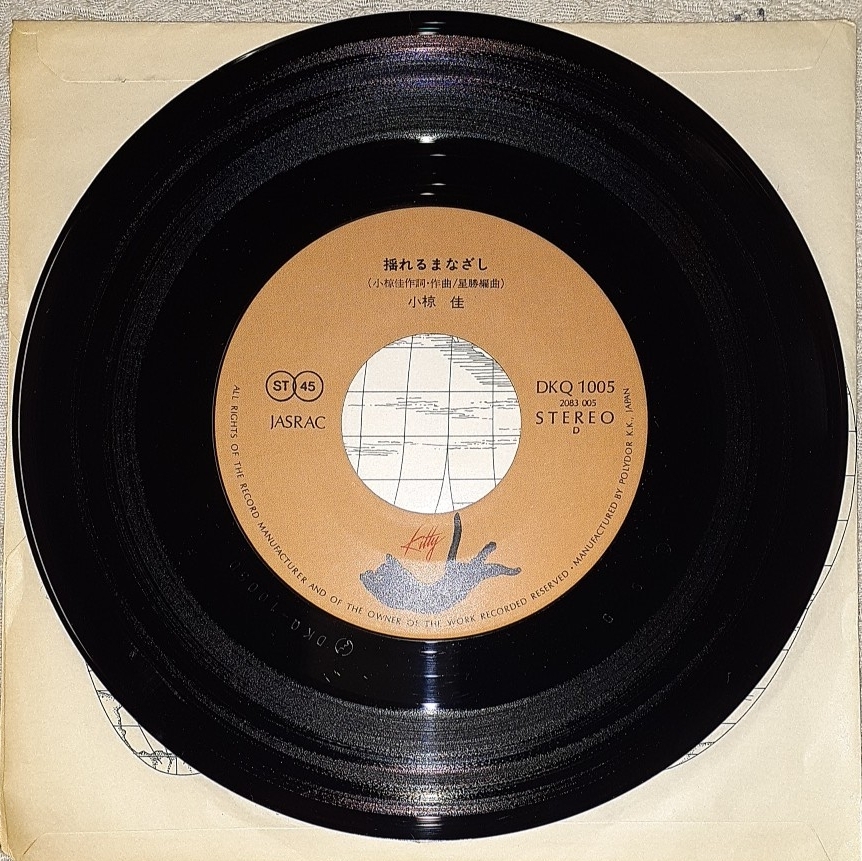 揺れるまなざし
(小椋佳作詞・作曲/星勝編曲)
小椋 佳
ST 45
JASRAC
DKQ 1005
2083 005
STEREO
D
Kitty
ALL RIGHTS OF THE RECORD MANUFACTURER AND OF THE OWNER OF THE WORK RECORDED RESERVED • MANUFACTURED BY POLYDOR K.K., JAPAN